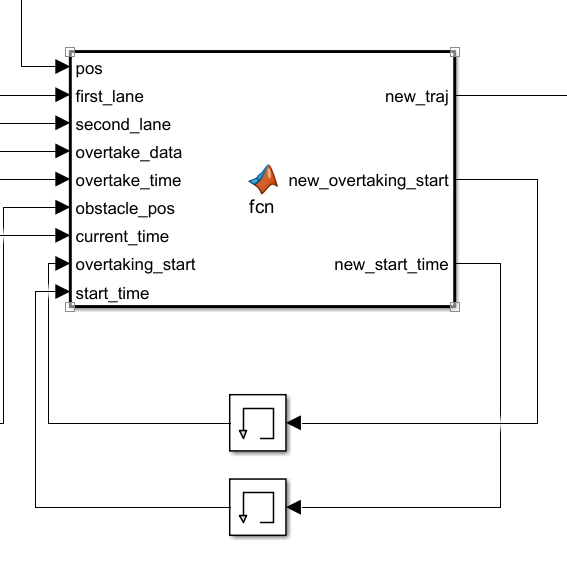 pos
first_lane
new_traj
second_lane
overtake_data
overtake_time
new_overtaking_start
obstacle_pos
fcn
current_time
overtaking_start
new_start_time
start_time